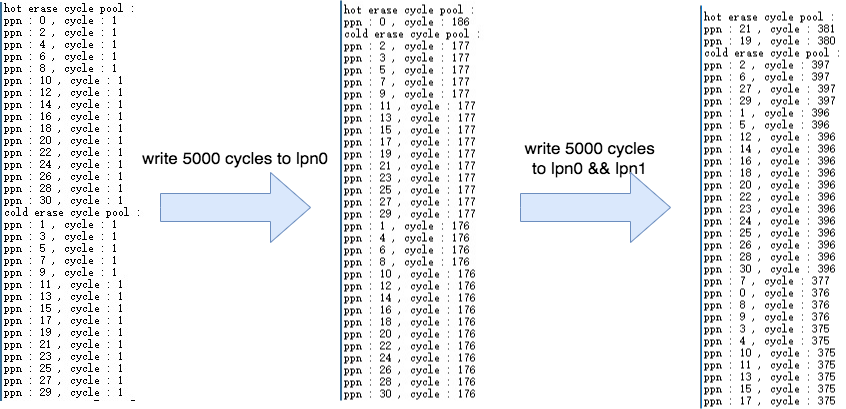 hot erase cycle pool :
ppn : 0 , cycle : 1
ppn : 2 , cycle : 1
ppn : 4 , cycle : 1
ppn : 6 , cycle : 1
ppn : 8 , cycle : 1
ppn : 10 , cycle : 1
ppn : 12 , cycle : 1
ppn : 14 , cycle : 1
ppn : 16 , cycle : 1
ppn : 18 , cycle : 1
ppn : 20 , cycle : 1
ppn : 22 , cycle : 1
ppn : 24 , cycle : 1
ppn : 26 , cycle : 1
ppn : 28 , cycle : 1
ppn : 30 , cycle : 1
cold erase cycle pool :
ppn : 1 , cycle : 1
ppn : 3 , cycle : 1
ppn : 5 , cycle : 1
ppn : 7 , cycle : 1
ppn : 9 , cycle : 1
ppn : 11 , cycle : 1
ppn : 13 , cycle : 1
ppn : 15 , cycle : 1
ppn : 17 , cycle : 1
ppn : 19 , cycle : 1
ppn : 21 , cycle : 1
ppn : 23 , cycle : 1
ppn : 25 , cycle : 1
ppn : 27 , cycle : 1
ppn : 29 , cycle : 1
write 5000 cycles to lpn0
hot erase cycle pool :
ppn : 0 , cycle : 186
cold erase cycle pool :
ppn : 2 , cycle : 177
ppn : 3 , cycle : 177
ppn : 5 , cycle : 177
ppn : 7 , cycle : 177
ppn : 9 , cycle : 177
ppn : 11 , cycle : 177
ppn : 13 , cycle : 177
ppn : 15 , cycle : 177
ppn : 17 , cycle : 177
ppn : 19 , cycle : 177
ppn : 21 , cycle : 177
ppn : 23 , cycle : 177
ppn : 25 , cycle : 177
ppn : 27 , cycle : 177
ppn : 29 , cycle : 177
ppn : 1 , cycle : 176
ppn : 4 , cycle : 176
ppn : 6 , cycle : 176
ppn : 8 , cycle : 176
ppn : 10 , cycle : 176
ppn : 12 , cycle : 176
ppn : 14 , cycle : 176
ppn : 16 , cycle : 176
ppn : 18 , cycle : 176
ppn : 20 , cycle : 176
ppn : 22 , cycle : 176
ppn : 24 , cycle : 176
ppn : 26 , cycle : 176
ppn : 28 , cycle : 176
ppn : 30 , cycle : 176
write 5000 cycles
to lpn0 && lpn1
hot erase cycle pool :
ppn : 21 , cycle : 381
ppn : 19 , cycle : 380
cold erase cycle pool :
ppn : 2 , cycle : 397
ppn : 6 , cycle : 397
ppn : 27 , cycle : 397
ppn : 29 , cycle : 397
ppn : 1 , cycle : 396
ppn : 5 , cycle : 396
ppn : 12 , cycle : 396
ppn : 14 , cycle : 396
ppn : 16 , cycle : 396
ppn : 18 , cycle : 396
ppn : 20 , cycle : 396
ppn : 22 , cycle : 396
ppn : 23 , cycle : 396
ppn : 24 , cycle : 396
ppn : 25 , cycle : 396
ppn : 26 , cycle : 396
ppn : 28 , cycle : 396
ppn : 30 , cycle : 396
ppn : 7 , cycle : 377
ppn : 0 , cycle : 376
ppn : 8 , cycle : 376
ppn : 9 , cycle : 376
ppn : 3 , cycle : 375
ppn : 4 , cycle : 375
ppn : 10 , cycle : 375
ppn : 11 , cycle : 375
ppn : 13 , cycle : 375
ppn : 15 , cycle : 375
ppn : 17 , cycle : 375